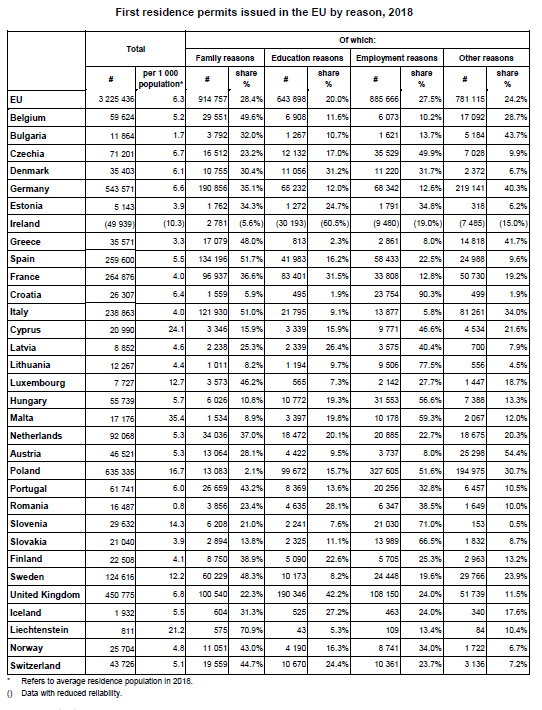 First residence permits issued in the EU by reason, 2018
Total Of which:
Family reasons Education reasons Employment reasons Other reasons
# per 1 000 population* # share % # share % # share % # share %
EU 3 225 436 6.3 914 757 28.4% 643 898 20.0% 885 666 27.5% 781 115 24.2%
Belgium 59 624 5.2 29 551 49.6% 6 908 11.6% 6 073 10.2% 17 092 28.7%
Bulgaria 11 864 1.7 3 792 32.0% 1 267 10.7% 1 621 13.7% 5 184 43.7%
Czechia 71 201 6.7 16 512 23.2% 12 132 17.0% 35 529 49.9% 7 028 9.9%
Denmark 35 403 6.1 10 755 30.4% 11 056 31.2% 11 220 31.7% 2 372 6.7%
Germany 543 571 6.6 190 856 35.1% 65 232 12.0% 68 342 12.6% 219 141 40.3%
Estonia 5 143 3.9 1 762 34.3% 1 272 24.7% 1 791 34.8% 318 6.2%
Ireland (49 939) (10.3) 2 781 (5.6%) (30 193) (60.5%) (9 480) (19.0%) (7 485) (15.0%)
Greece 35 571 3.3 17 079 48.0% 813 2.3% 2 861 8.0% 14 818 41.7%
Spain 259 600 5.5 134 196 51.7% 41 983 16.2% 58 433 22.5% 24 988 9.6%
France 264 876 4.0 96 937 36.6% 83 401 31.5% 33 808 12.8% 50 730 19.2%
Croatia 26 307 6.4 1 559 5.9% 495 1.9% 23 754 90.3% 499 1.9%
Italy 238 863 4.0 121 930 51.0% 21 795 9.1% 13 877 5.8% 81 261 34.0%
Cyprus 20 990 24.1 3 346 15.9% 3 339 15.9% 9 771 46.6% 4 534 21.6%
Latvia 8 852 4.6 2 238 25.3% 2 339 26.4% 3 575 40.4% 700 7.9%
Lithuania 12 267 4.4 1 011 8.2% 1 194 9.7% 9 506 77.5% 556 4.5%
Luxembourg 7 727 12.7 3 573 46.2% 565 7.3% 2 142 27.7% 1 447 18.7%
Hungary 55 739 5.7 6 026 10.8% 10 772 19.3% 31 553 56.6% 7 388 13.3%
Malta 17 176 35.4 1 534 8.9% 3 397 19.8% 10 178 59.3% 2 067 12.0%
Netherlands 92 068 5.3 34 036 37.0% 18 472 20.1% 20 885 22.7% 18 675 20.3%
Austria 46 521 5.3 13 064 28.1% 4 422 9.5% 3 737 8.0% 25 298 54.4%
Poland 635 335 16.7 13 083 2.1% 99 672 15.7% 327 605 51.6% 194 975 30.7%
Portugal 61 741 6.0 26 659 43.2% 8 369 13.6% 20 256 32.8% 6 457 10.5%
Romania 16 487 0.8 3 856 23.4% 4 635 28.1% 6 347 38.5% 1 649 10.0%
Slovenia 29 632 14.3 6 208 21.0% 2 241 7.6% 21 030 71.0% 153 0.5%
Slovakia 21 040 3.9 2 894 13.8% 2 325 11.1% 13 989 66.5% 1 832 8.7%
Finland 22 508 4.1 8 750 38.9% 5 090 22.6% 5 705 25.3% 2 963 13.2%
Sweden 124 616 12.2 60 229 48.3% 10 173 8.2% 24 448 19.6% 29 766 23.9%
United Kingdom 450 775 6.8 100 540 22.3% 190 346 42.2% 108 150 24.0% 51 739 11.5%
Iceland 1 932 5.5 604 31.3% 525 27.2% 463 24.0% 340 17.6%
Liechtenstein 811 21.2 575 70.9% 43 5.3% 109 13.4% 84 10.4%
Norway 25 704 4.8 11 051 43.0% 4 190 16.3% 8 741 34.0% 1 722 6.7%
Switzerland 43 726 5.1 19 559 44.7% 10 670 24.4% 10 361 23.7% 3 136 7.2%
* Refers to average residence population in 2018.
() Data with reduced reliability.